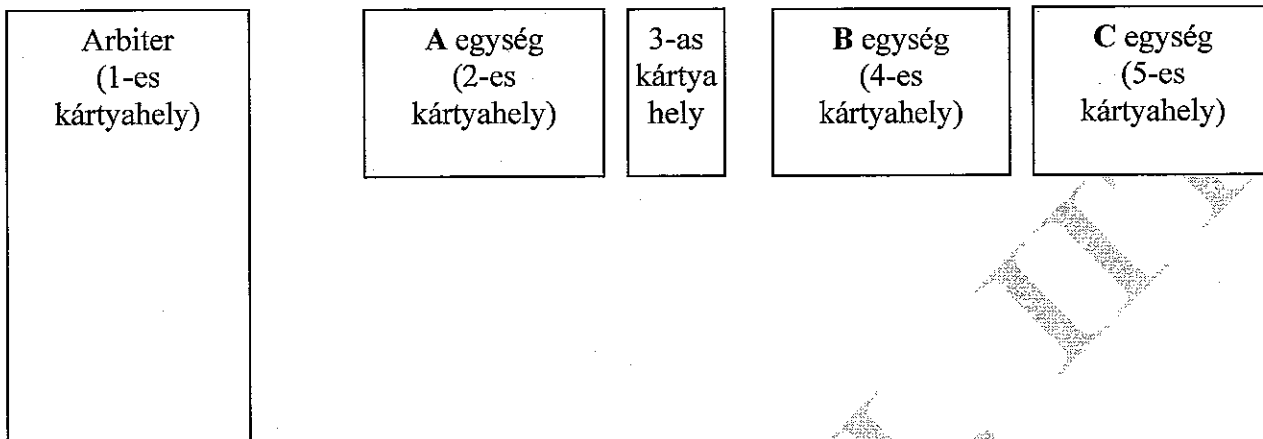 Arbiter
(1-es
kártyahely)
A egység
(2-es
kártyahely)
3-as
kártya
hely
B egység
(4-es
kártyahely)
C egység
(5-es
kártyahely)